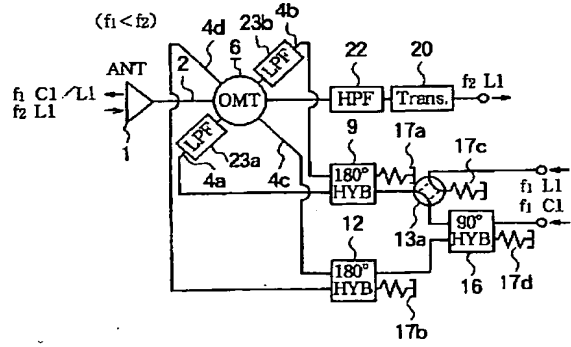 (f1<f2)
4d
6
23b
4b
ANT
LPF
22
20
f1 C1/L1
f2 L1
2
OMT
HPF
Trans.
f2 L1
1
LPF
9
17a
17c
4a
23a
4c
180°
HYB
f1 L1
13a
f1 C1
12
90°
HYB
180°
HYB
16
17d
17b